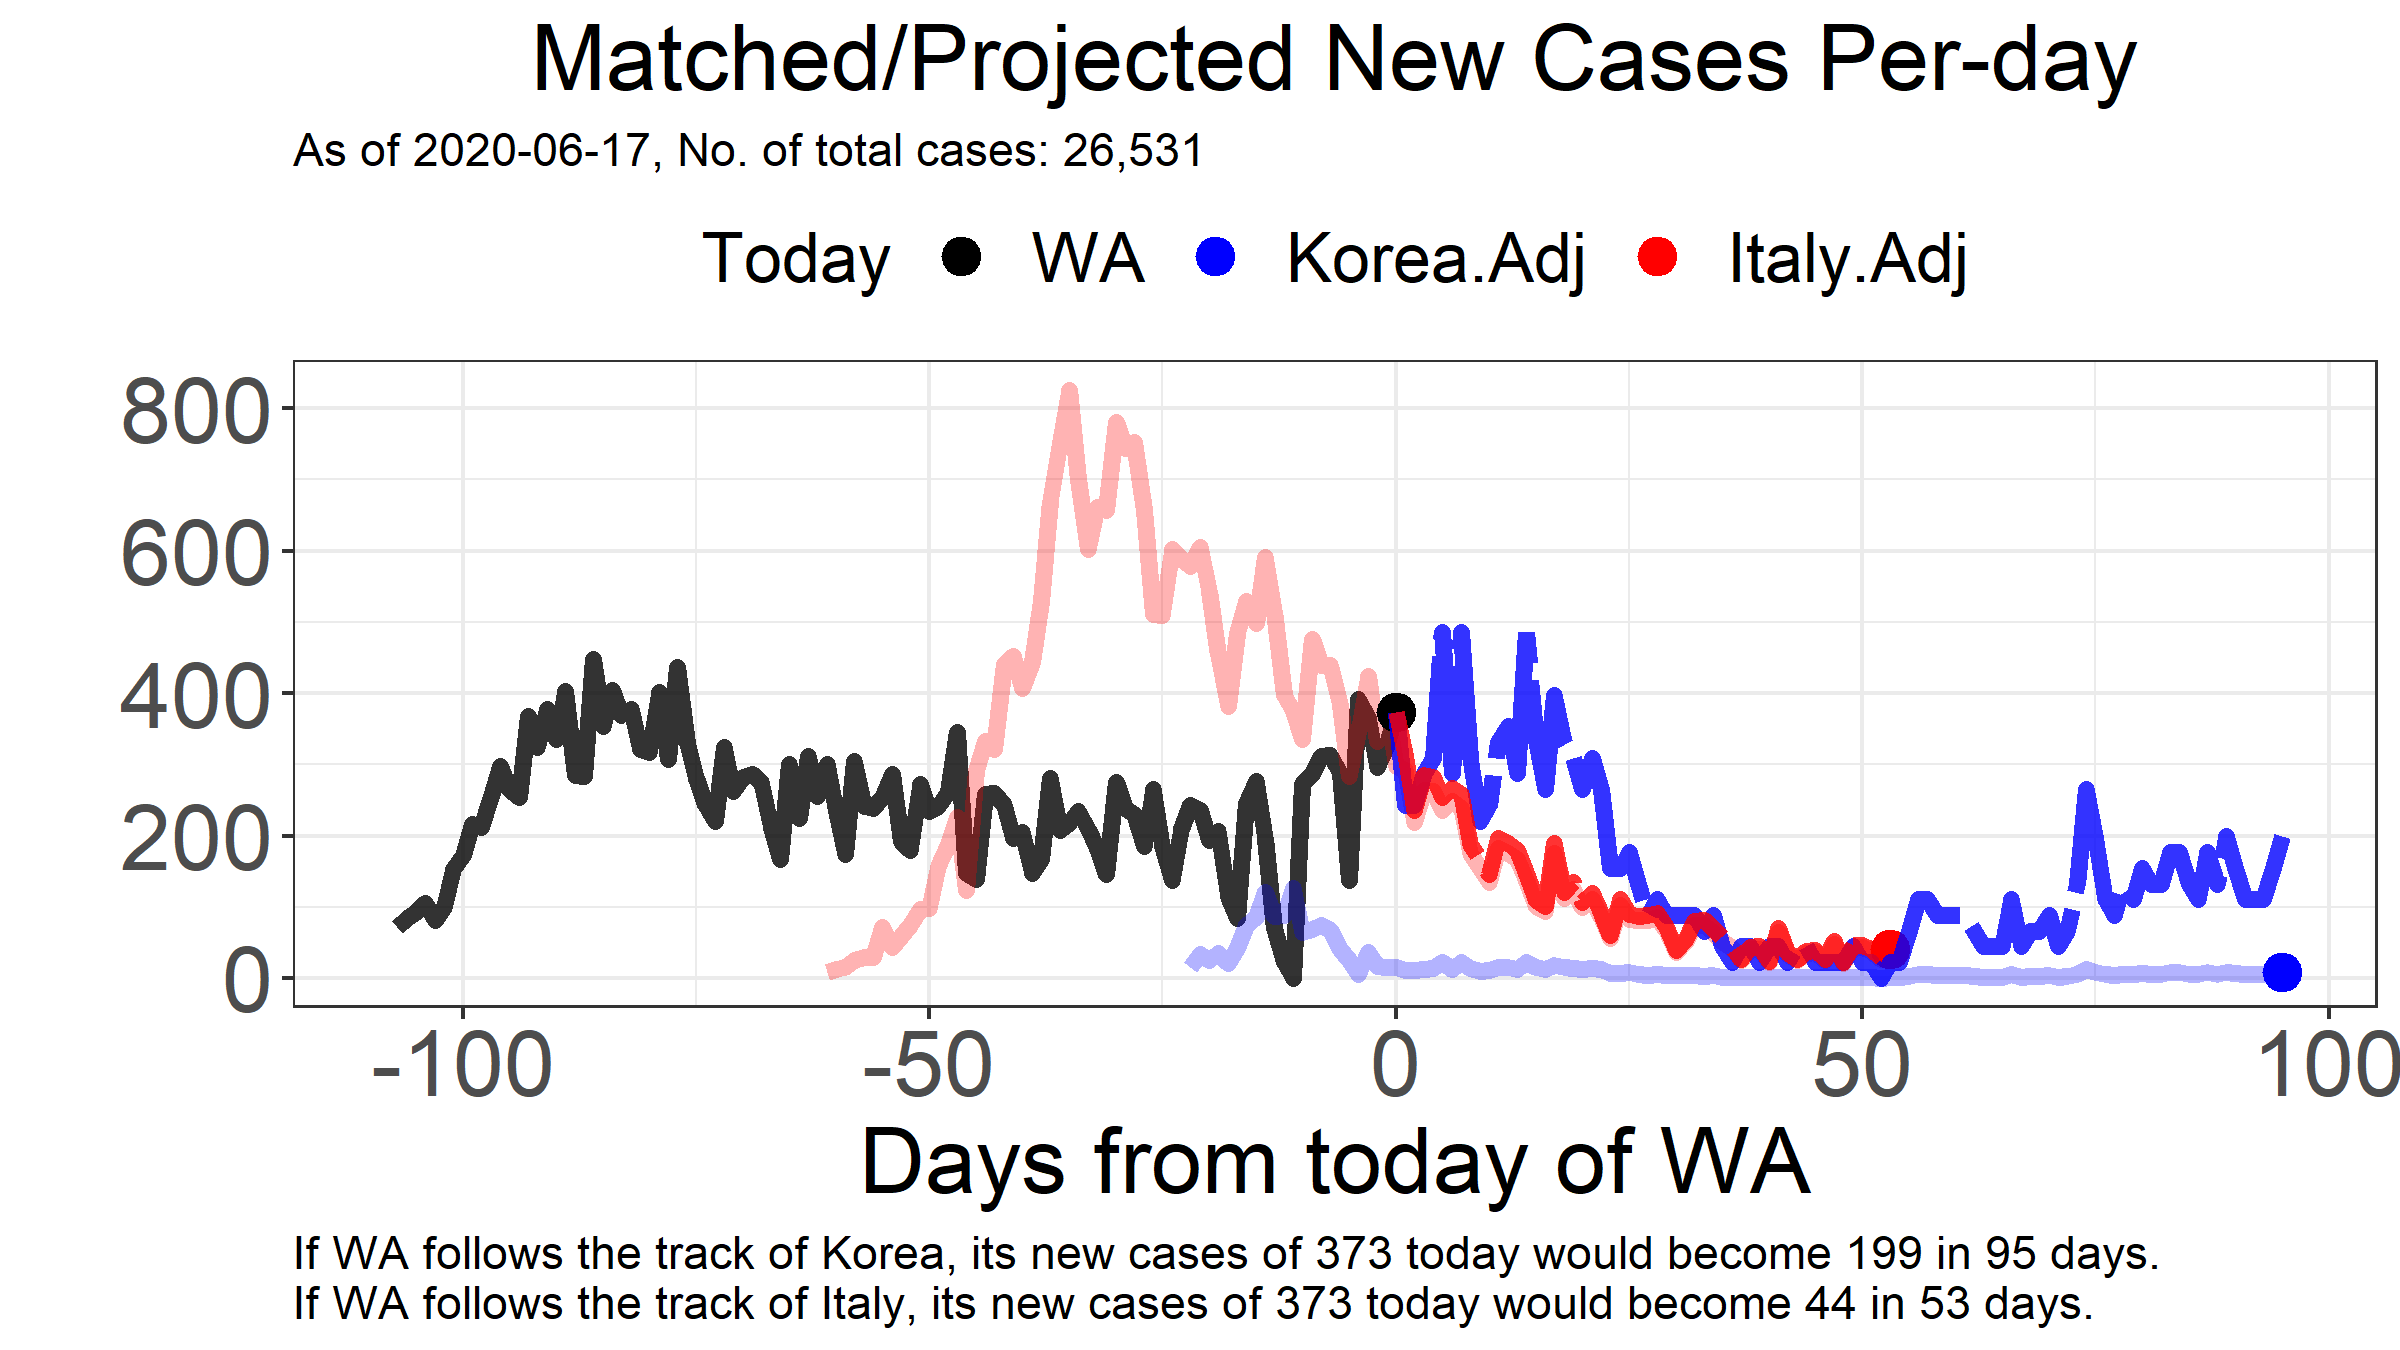 Matched/Projected New Cases Per-day
As of 2020-06-17, No. of total cases: 26,531
Today WA Korea.Adj Italy.Adj
800
600
400
200
0
-100 -50 0 50 100
Days from today of WA
If WA follows the track of Korea, its new cases of 373 today would become 199 in 95 days.
If WA follows the track of Italy, its new cases of 373 today would become 44 in 53 days.